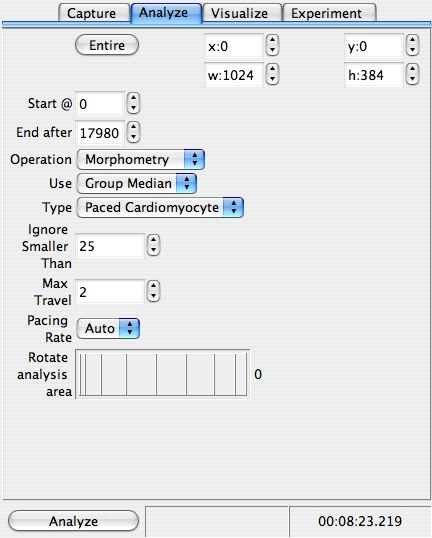 Capture Analyze Visualize Experiment
Entire x:0 y:0
w:1024 h:384
Start @ 0
End after 17980
Operation Morphometry
Use Group Median
Type Paced Cardiomyocyte
Ignore
Smaller 25
Than
Max
Travel 2
Pacing
Rate Auto
Rotate
analysis 0
area
Analyze 00:08:23.219